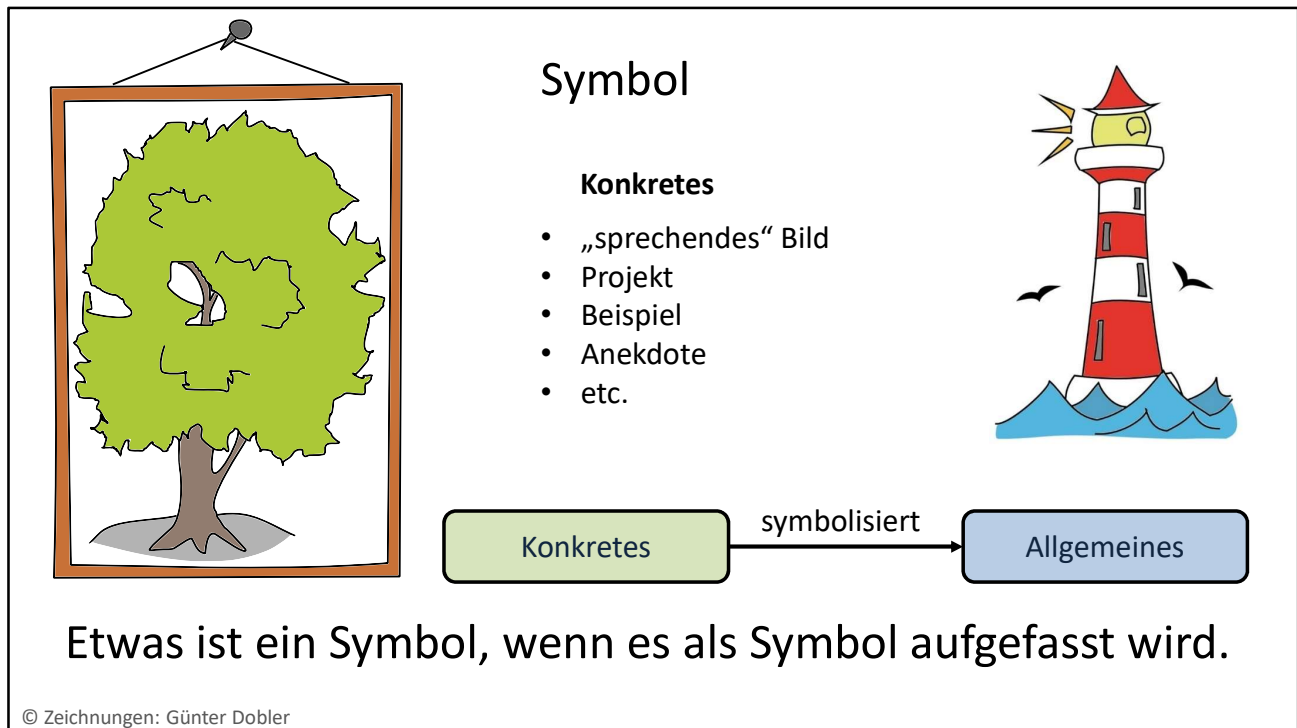 Symbol
Konkretes
• „sprechendes“ Bild
• Projekt
• Beispiel
• Anekdote
• etc.
Konkretes
symbolisiert
Allgemeines
Etwas ist ein Symbol, wenn es als Symbol aufgefasst wird.
© Zeichnungen: Günter Dobler